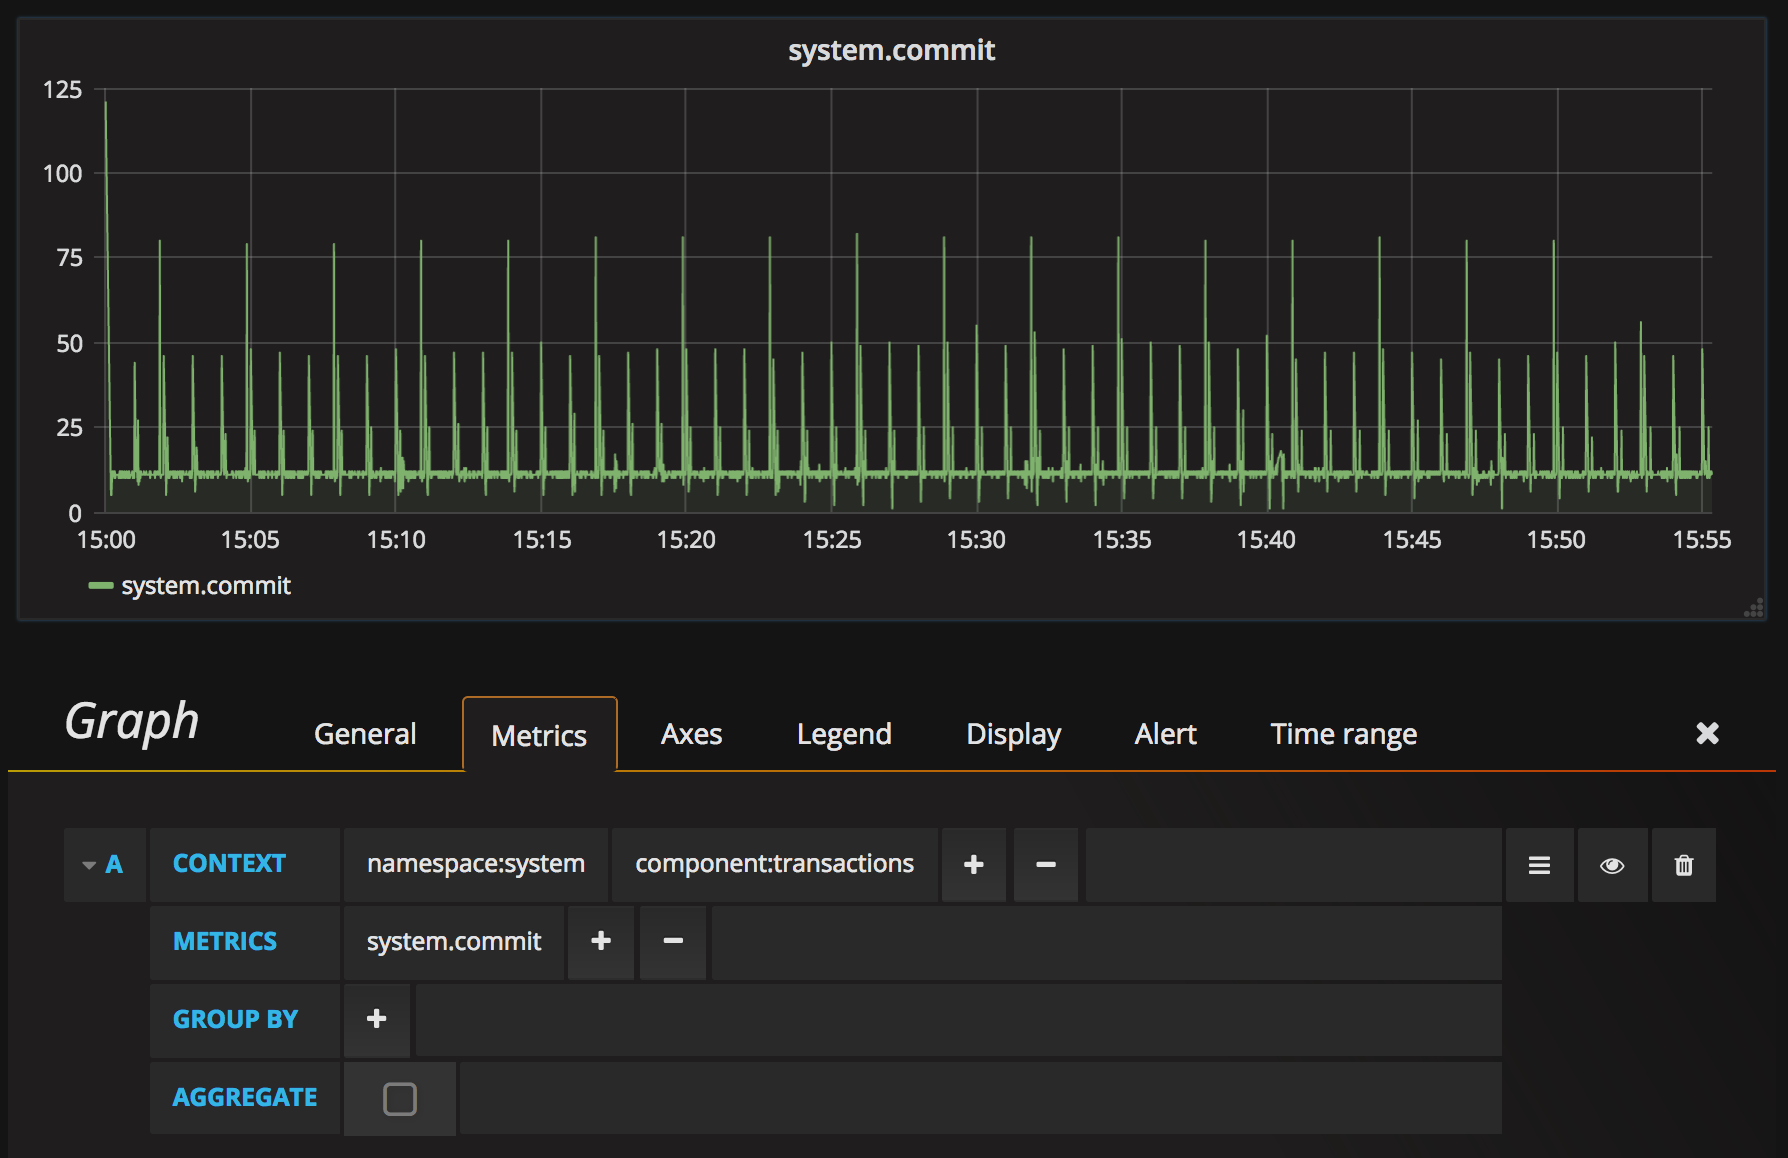 system.commit
125
100
75
50
25
0
15:00 15:05 15:10 15:15 15:20 15:25 15:30 15:35 15:40 15:45 15:50 15:55
system.commit
Graph General Metrics Axes Legend Display Alert Time range
A CONTEXT namespace:system component:transactions
METRICS system.commit
GROUP BY
AGGREGATE